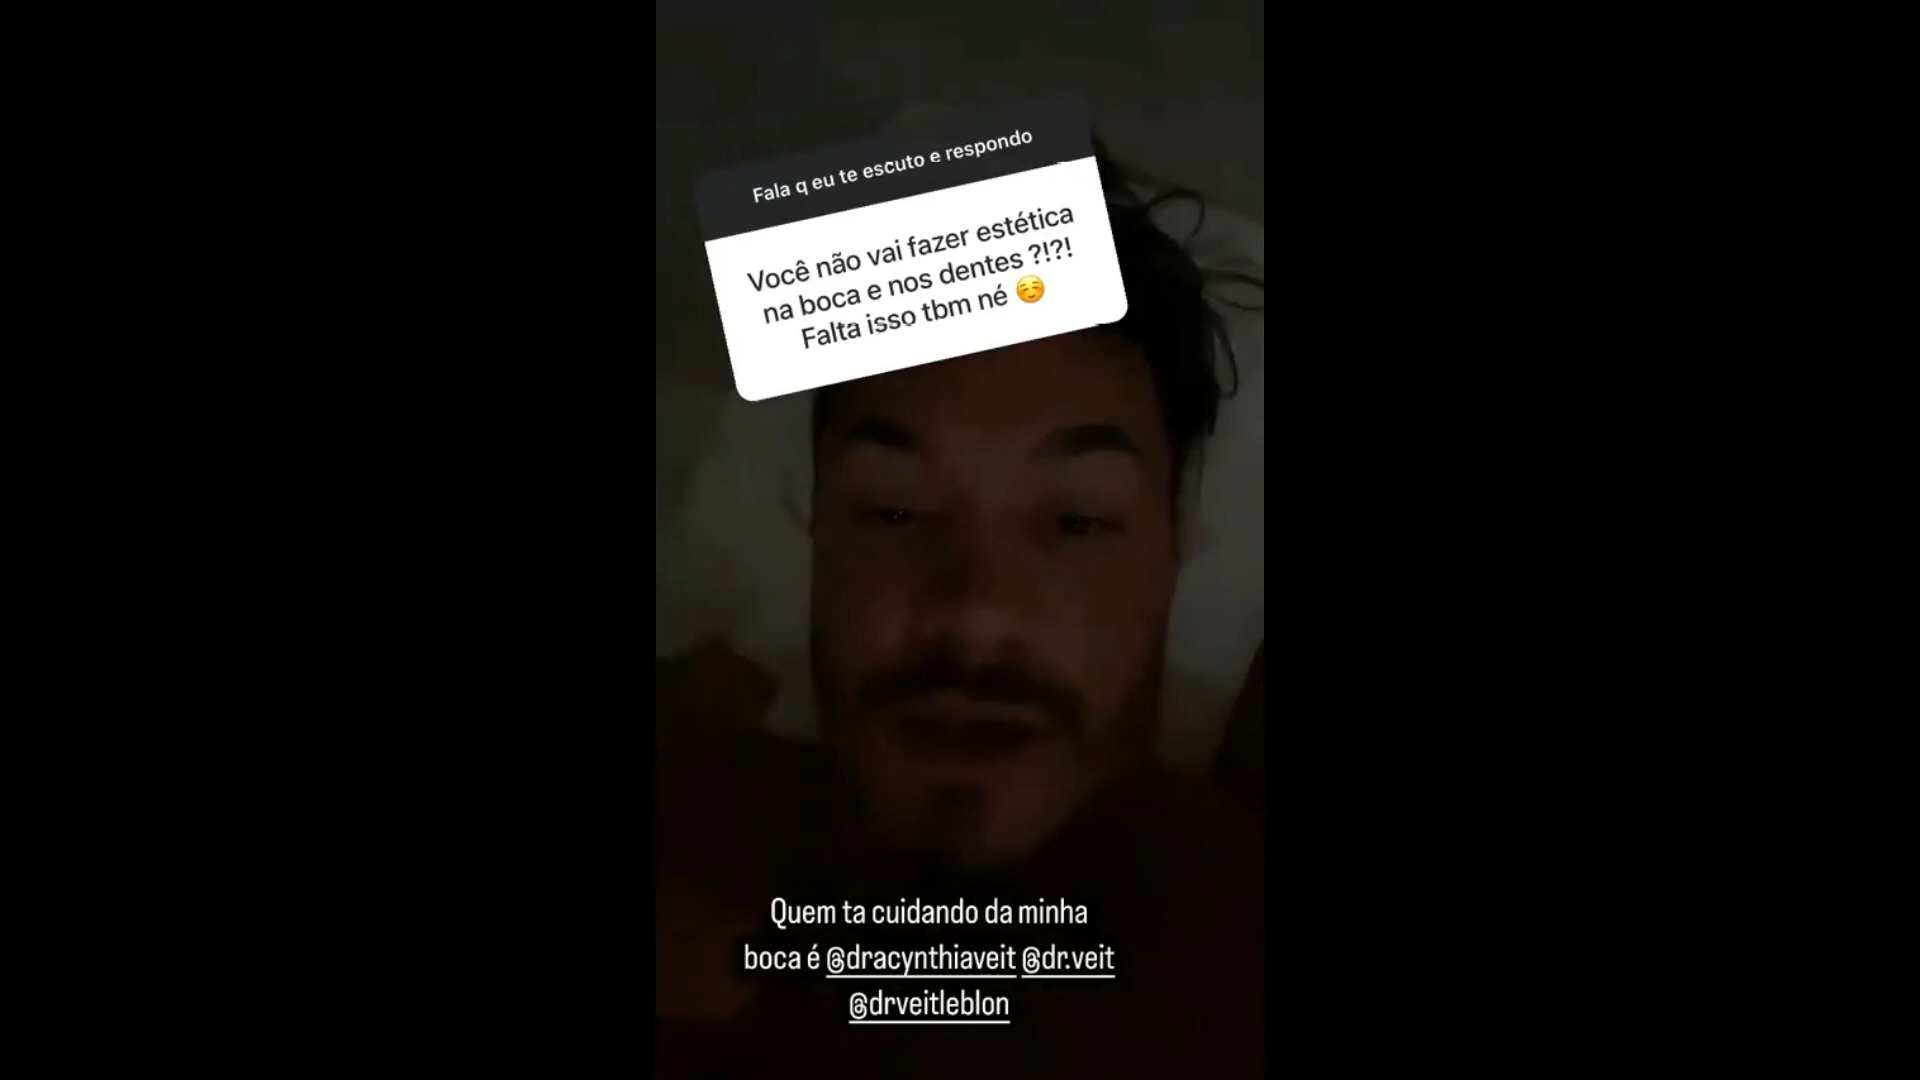 Fala q eu te escuto e respondo
Você não vai fazer estética
na boca e nos dentes ?!?!
Falta isso tbm né ☺️
Quem ta cuidando da minha
boca é @dracynthiaveit @dr.veit
@drveitleblon